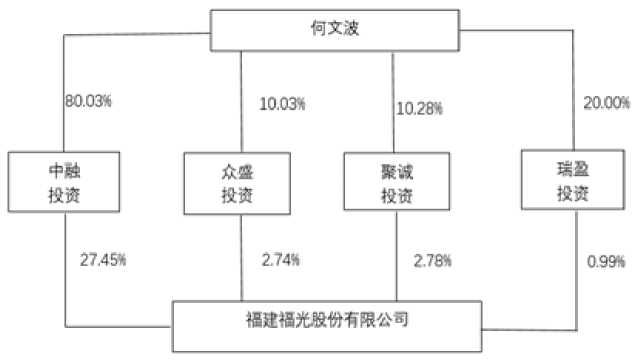 何文波
80.03%
10.03%
10.28%
20.00%
中融
投资
众盛
投资
聚诚
投资
瑞盈
投资
27.45%
2.74%
2.78%
0.99%
福建福光股份有限公司